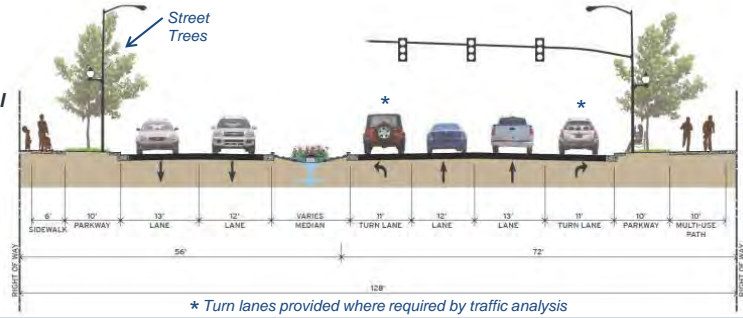 Street
Trees
l
*
*
6'
SIDEWALK
10'
PARKWAY
13'
LANE
12'
LANE
VARIES
MEDIAN
11'
TURN LANE
12'
LANE
13'
LANE
11'
TURN LANE
10'
PARKWAY
10'
MULTI-USE
PATH
56'
72'
RIGHT OF WAY
128'
RIGHT OF WAY
* Turn lanes provided where required by traffic analysis